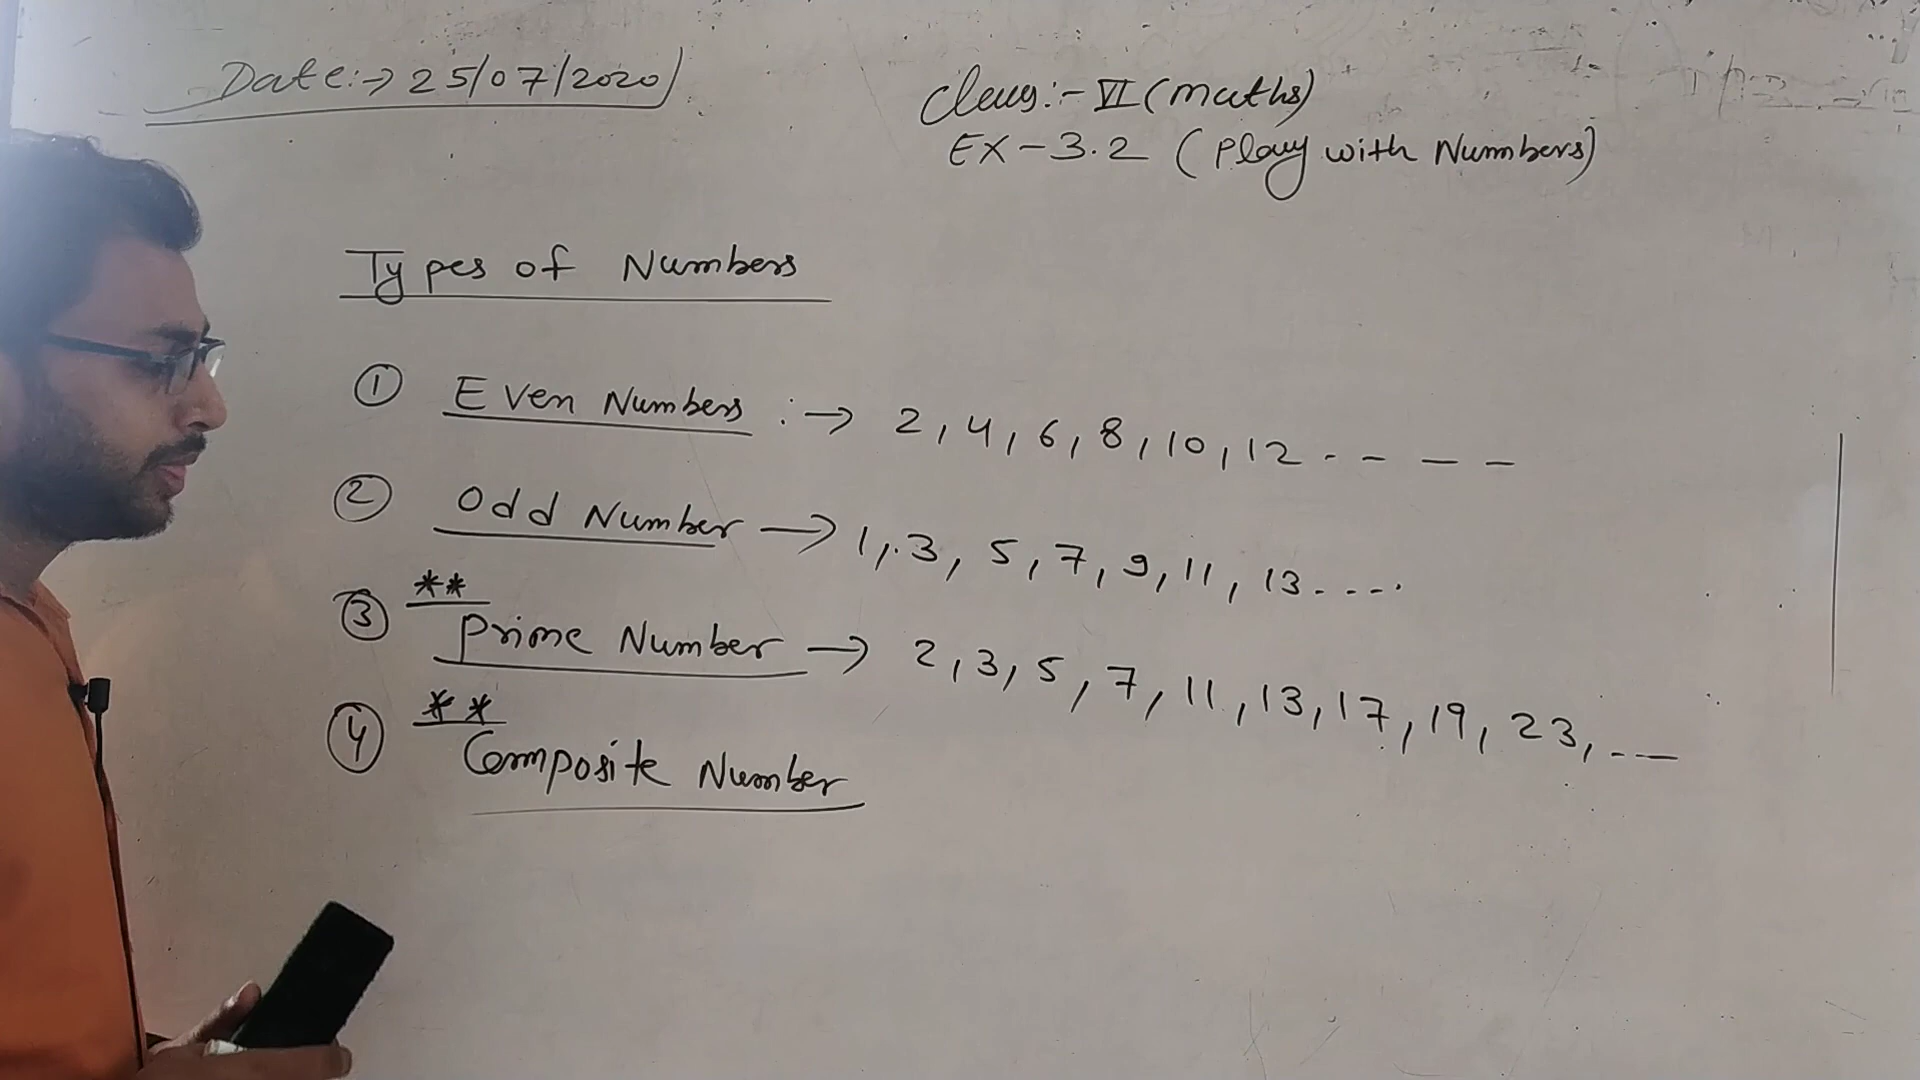 Date:→ 25/07/2020
Class:- VI (Maths)
EX-3.2 (Play with Numbers)
Types of Numbers
① Even Numbers :→ 2, 4, 6, 8, 10, 12 - - - -
② Odd Number → 1, 3, 5, 7, 9, 11, 13 ....
**
③ Prime Number → 2, 3, 5, 7, 11, 13, 17, 19, 23, ---
**
④ Composite Number